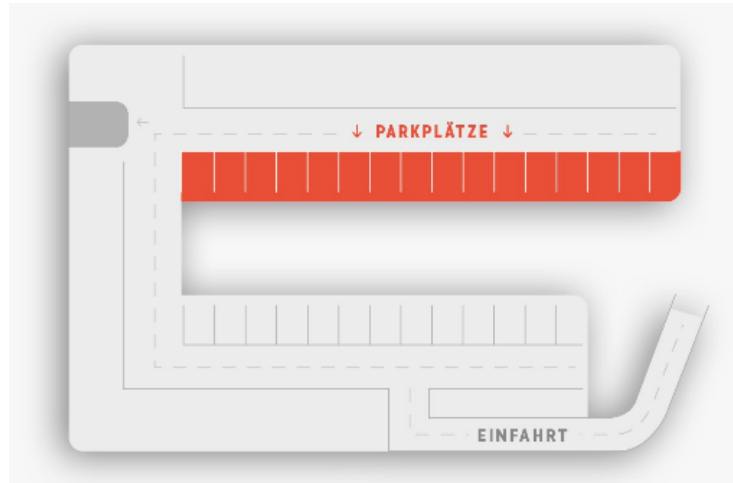 ↓ PARKPLÄTZE ↓
EINFAHRT